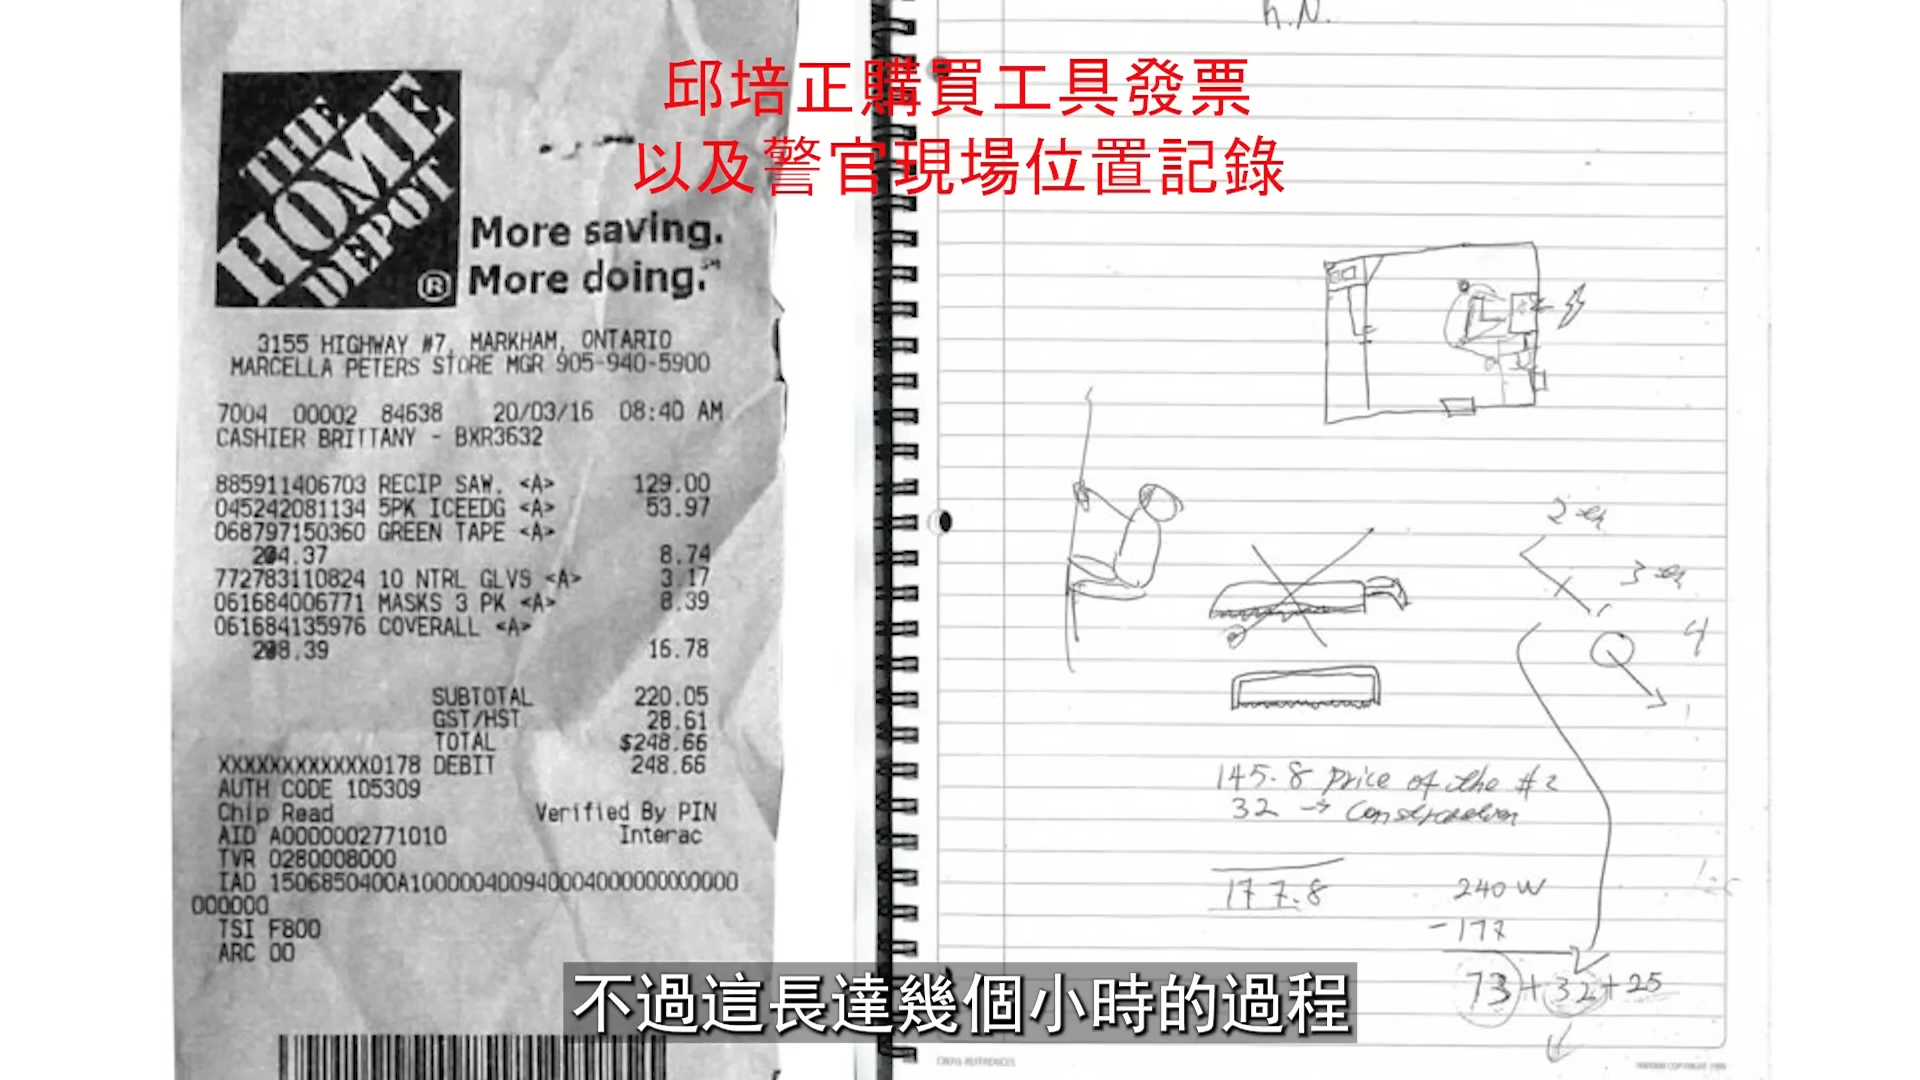 h.N.
邱培正購買工具發票
以及警官現場位置記錄
THE
HOME
DEPOT
®
More saving.
More doing.℠
3155 HIGHWAY #7, MARKHAM, ONTARIO
MARCELLA PETERS STORE MGR 905-940-5900
7004 00002 84638 20/03/16 08:40 AM
CASHIER BRITTANY - BXR3632
885911406703 RECIP SAW. <A> 129.00
045242081134 5PK ICEEDG <A> 53.97
068797150360 GREEN TAPE <A>
8.74
772783110824 10 NTRL GLVS <A> 3.17
061684006771 MASKS 3 PK <A> 8.39
061684135976 COVERALL <A>
16.78
SUBTOTAL 220.05
GST/HST 28.61
TOTAL $248.66
XXXXXXXXXXXX0178 DEBIT 248.66
AUTH CODE 105309
Chip Read Verified By PIN
AID A0000002771010 Interac
TVR 0280008000
TSI F800
ARC 00
4
145.8 price of the #2
32 →
177.8
240W
-177
73+32+25
不過這長達幾個小時的過程